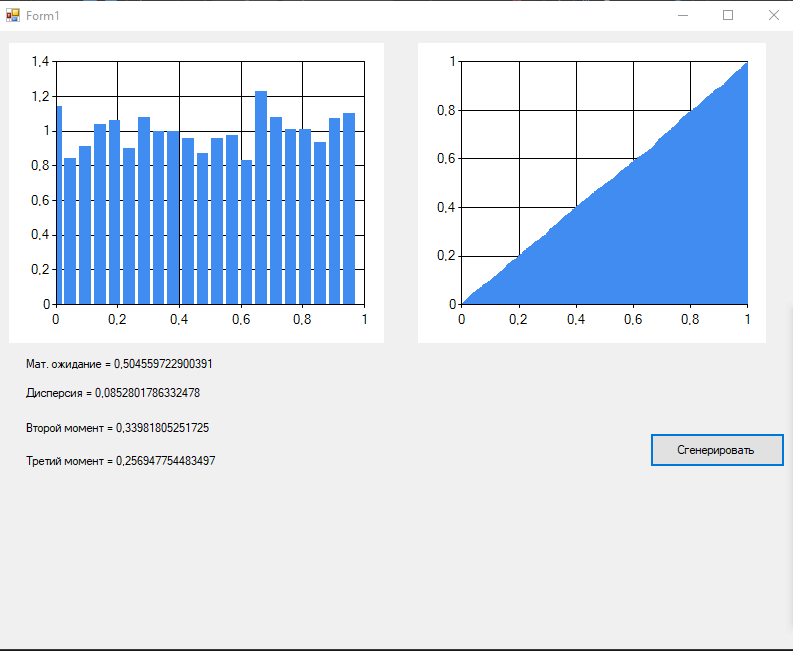 Form1
1,4
1,2
1
0,8
0,6
0,4
0,2
0
0 0,2 0,4 0,6 0,8 1
1
0,8
0,6
0,4
0,2
0
0 0,2 0,4 0,6 0,8 1
Мат. ожидание = 0,504559722900391
Дисперсия = 0,0852801786332478
Второй момент = 0,33981805251725
Третий момент = 0,256947754483497
Сгенерировать